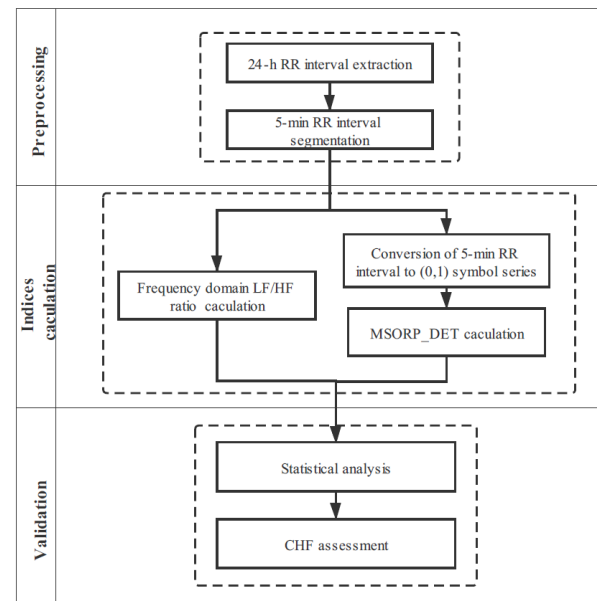 Preprocessing
24-h RR interval extraction
5-min RR interval
segmentation
Indices
caculation
Frequency domain LF/HF
ratio caculation
Conversion of 5-min RR
interval to (0,1) symbol series
MSORP_DET caculation
Validation
Statistical analysis
CHF assessment